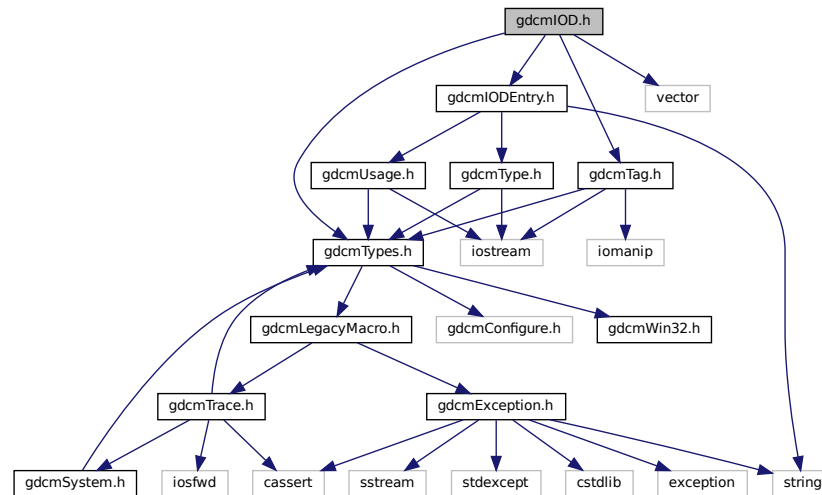 gdcmIOD.h
gdcmIODEntry.h
vector
gdcmUsage.h
gdcmType.h
gdcmTag.h
gdcmTypes.h
iostream
iomanip
gdcmLegacyMacro.h
gdcmConfigure.h
gdcmWin32.h
gdcmTrace.h
gdcmException.h
gdcmSystem.h
iosfwd
cassert
sstream
stdexcept
cstdlib
exception
string